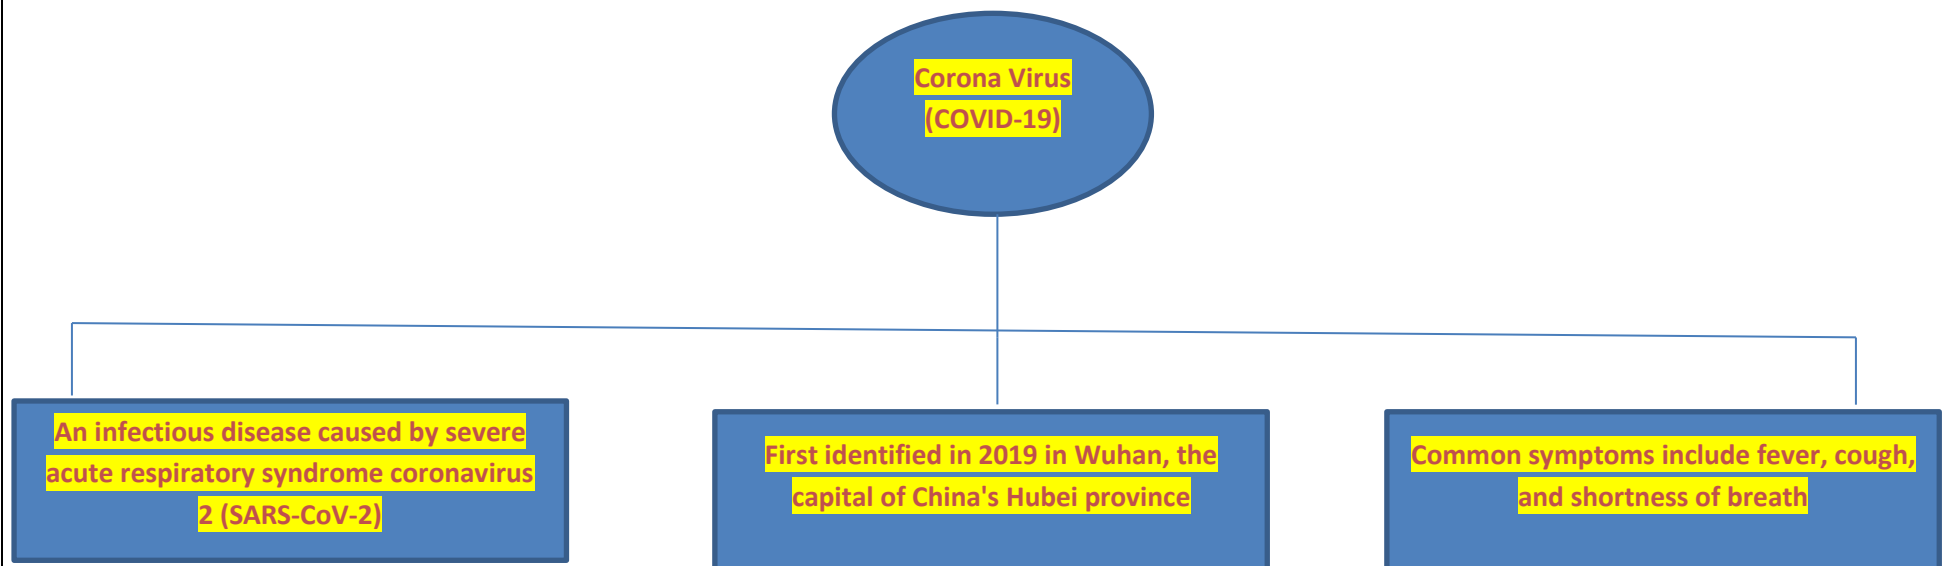 Corona Virus
(COVID-19)
An infectious disease caused by severe
acute respiratory syndrome coronavirus
2 (SARS-CoV-2)
First identified in 2019 in Wuhan, the
capital of China's Hubei province
Common symptoms include fever, cough,
and shortness of breath